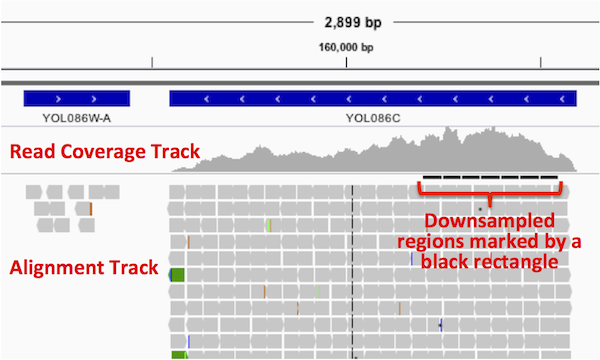 2,899 bp
160,000 bp
YOL086W-A
YOL086C
Read Coverage Track
Downsampled
regions marked by a
black rectangle
Alignment Track